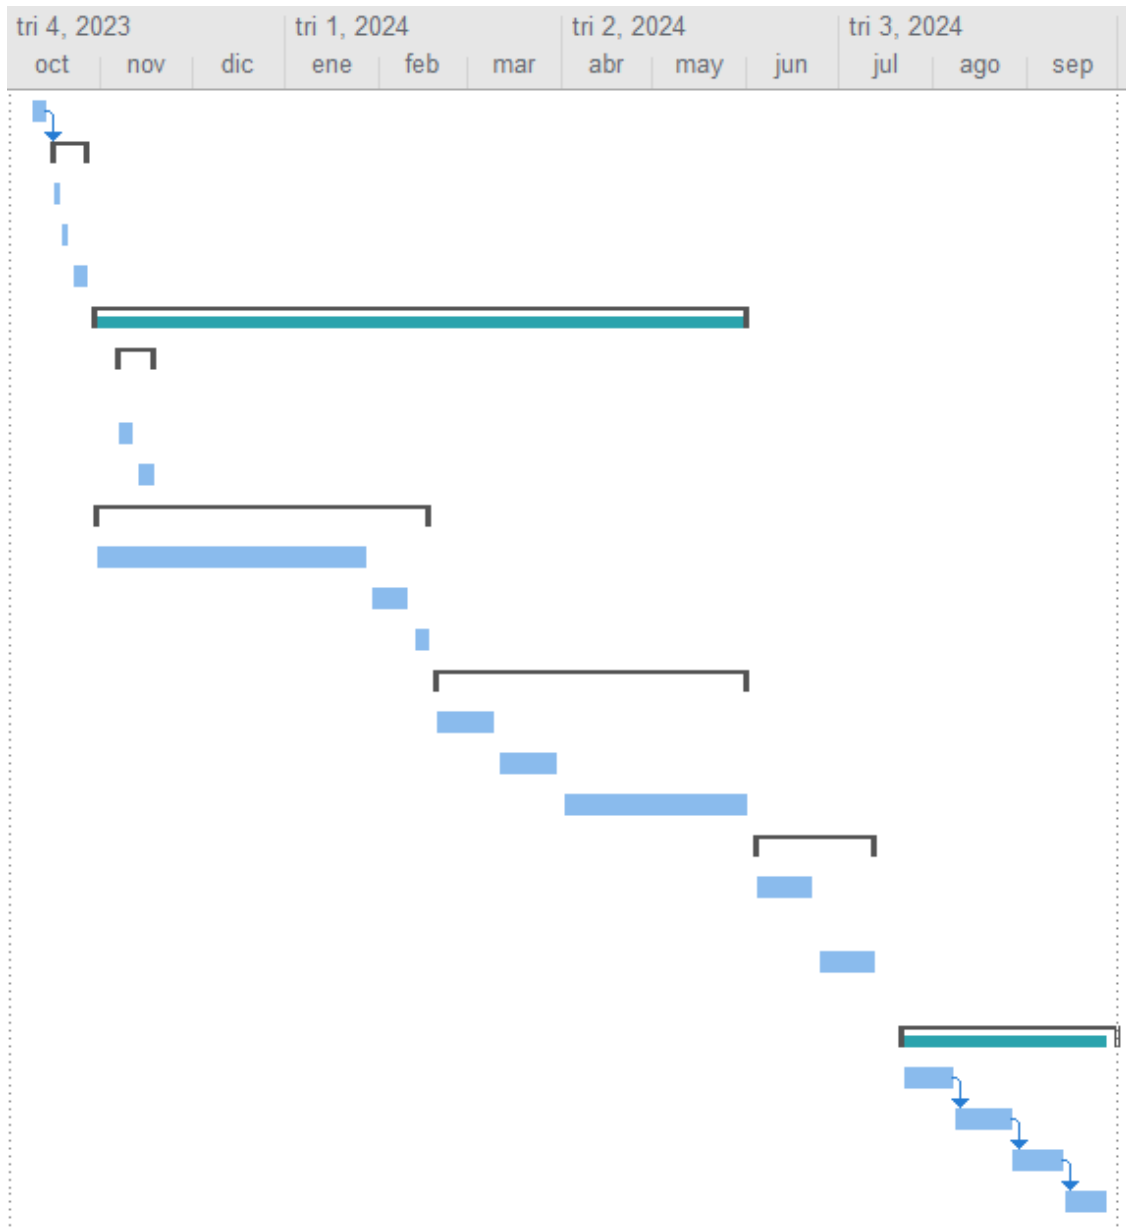 tri 4, 2023 tri 1, 2024 tri 2, 2024 tri 3, 2024
oct nov dic ene feb mar abr may jun jul ago sep